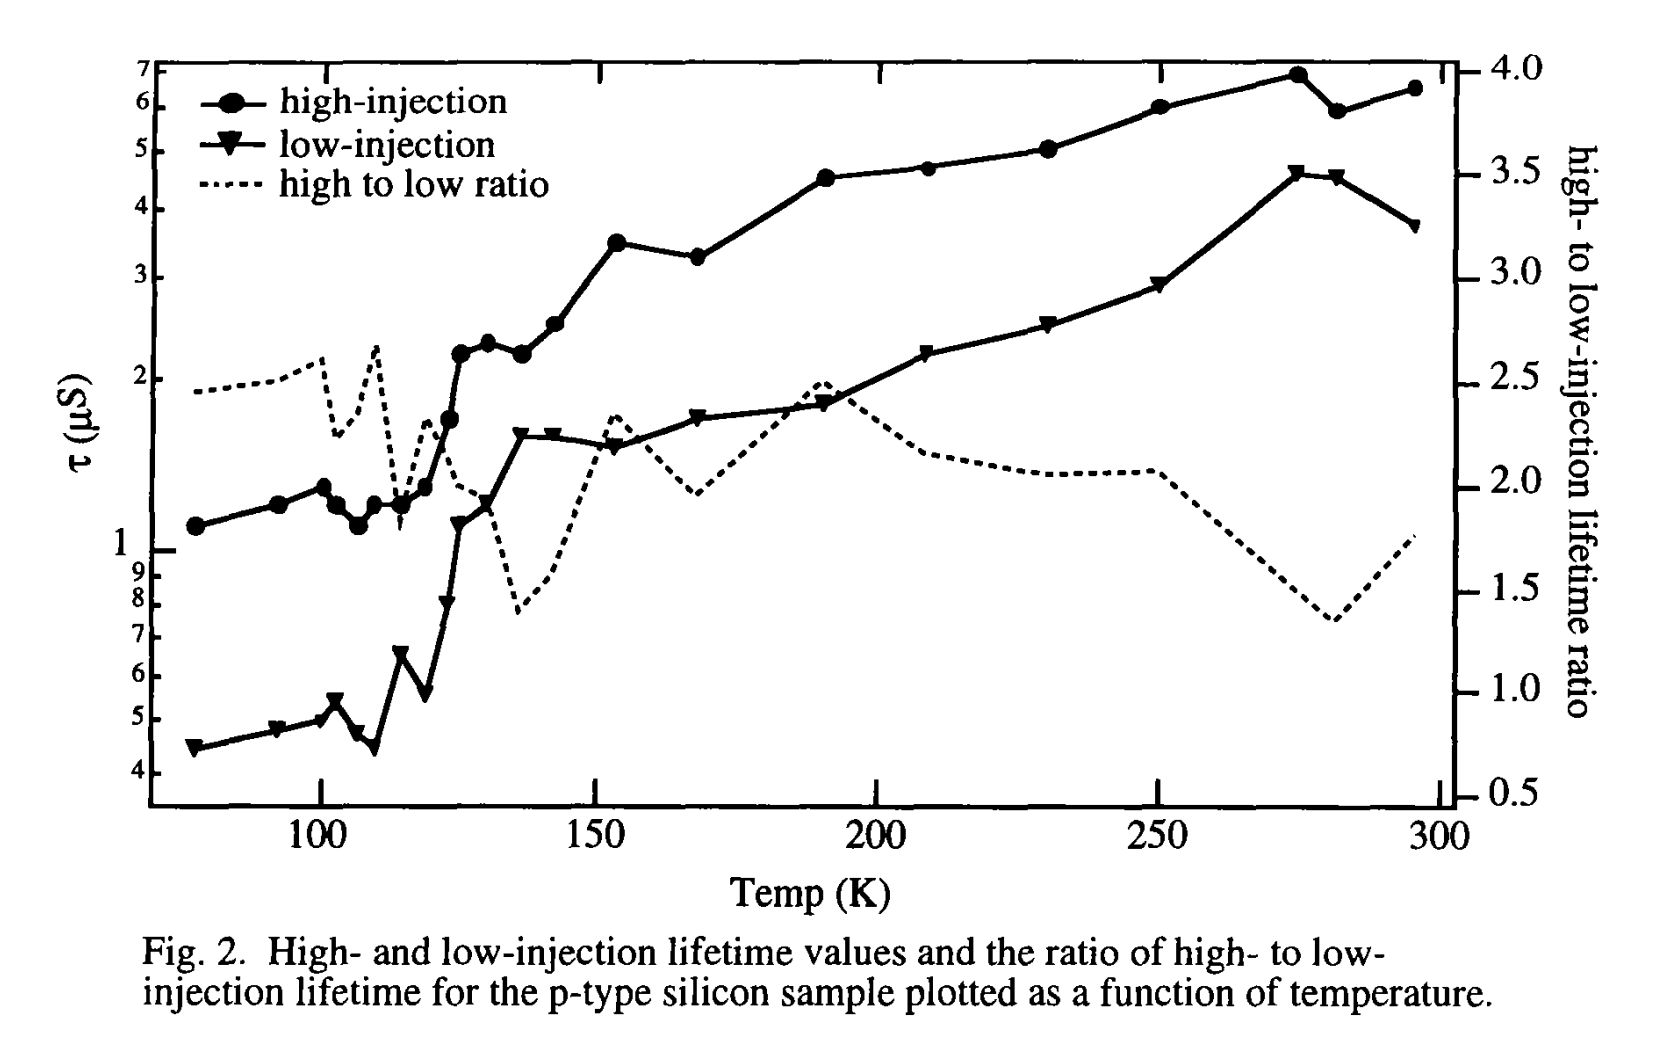 7
6
5
4
3
2
1
9
8
7
6
5
4
τ (μS)
high-injection
low-injection
high to low ratio
4.0
3.5
3.0
2.5
2.0
1.5
1.0
0.5
high- to low-injection lifetime ratio
100 150 200 250 300
Temp (K)
Fig. 2. High- and low-injection lifetime values and the ratio of high- to low-
injection lifetime for the p-type silicon sample plotted as a function of temperature.